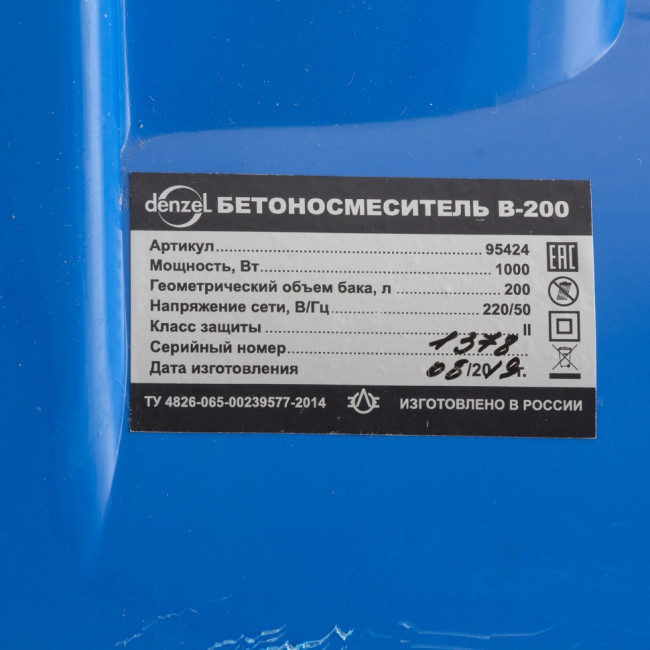 denzel БЕТОНОСМЕСИТЕЛЬ В-200
Артикул 95424
Мощность, Вт 1000
Геометрический объем бака, л 200
Напряжение сети, В/Гц 220/50
Класс защиты II
Серийный номер 1378
Дата изготовления 08/2019г.
ТУ 4826-065-00239577-2014 ИЗГОТОВЛЕНО В РОССИИ
EAC